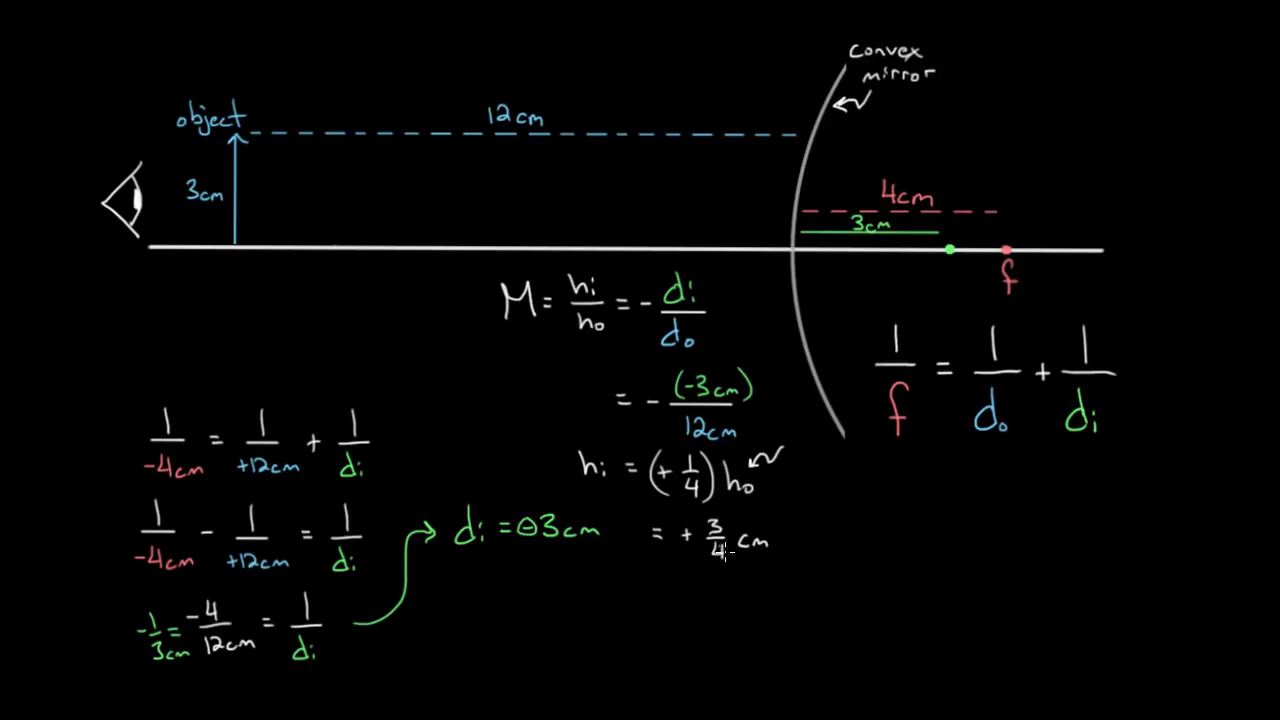 convex
mirror
object
12cm
3cm
4cm
3cm
f
M = hi/ho = - di/do
1/f = 1/do + 1/di
= - (-3cm)/12cm
1/-4cm = 1/+12cm + 1/di
hi = (+ 1/4) ho
1/-4cm - 1/+12cm = 1/di
di = ⊖3cm
= + 3/4 cm
-1/3cm = -4/12cm = 1/di